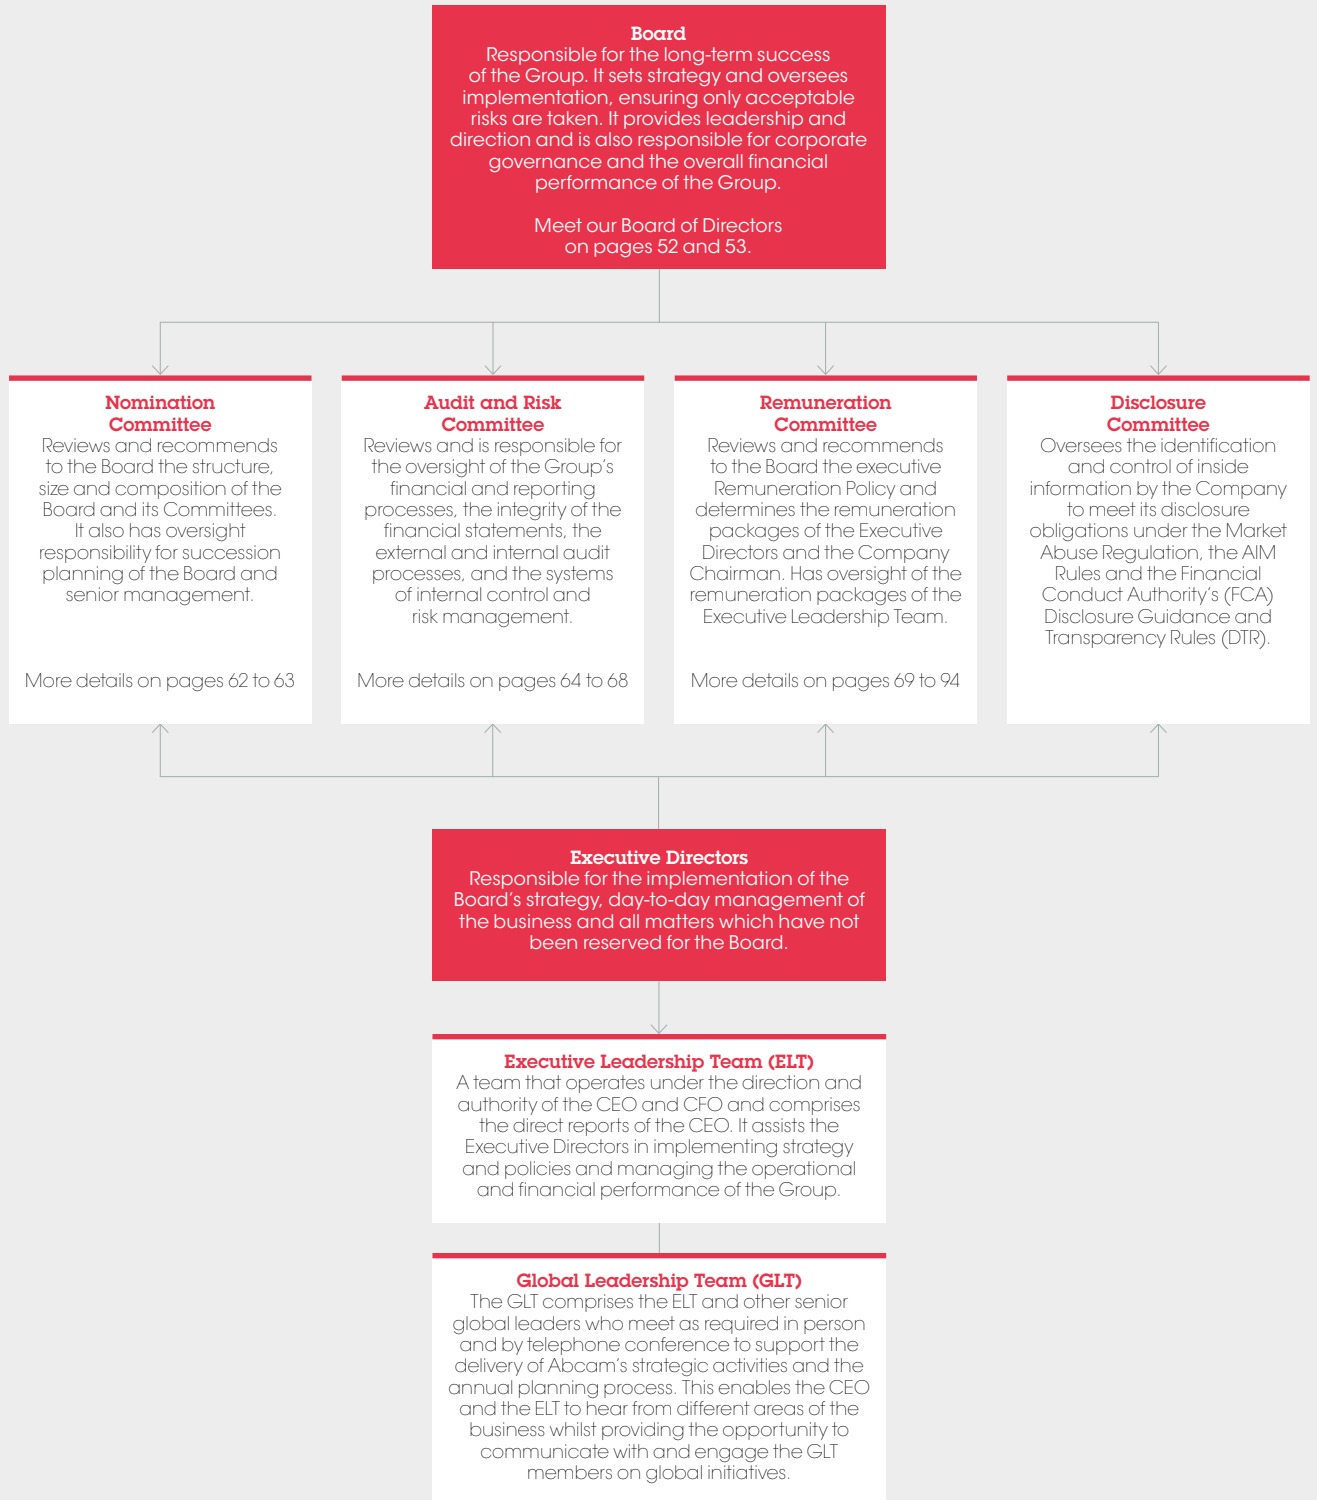 Board
Responsible for the long-term success
of the Group. It sets strategy and oversees
implementation, ensuring only acceptable
risks are taken. It provides leadership and
direction and is also responsible for corporate
governance and the overall financial
performance of the Group.
Meet our Board of Directors
on pages 52 and 53.
Nomination
Committee
Reviews and recommends
to the Board the structure,
size and composition of the
Board and its Committees.
It also has oversight
responsibility for succession
planning of the Board and
senior management.
More details on pages 62 to 63
Audit and Risk
Committee
Reviews and is responsible for
the oversight of the Group's
financial and reporting
processes, the integrity of the
financial statements, the
external and internal audit
processes, and the systems
of internal control and
risk management.
More details on pages 64 to 68
Remuneration
Committee
Reviews and recommends
to the Board the executive
Remuneration Policy and
determines the remuneration
packages of the Executive
Directors and the Company
Chairman. Has oversight of the
remuneration packages of the
Executive Leadership Team.
More details on pages 69 to 94
Disclosure
Committee
Oversees the identification
and control of inside
information by the Company
to meet its disclosure
obligations under the Market
Abuse Regulation, the AIM
Rules and the Financial
Conduct Authority's (FCA)
Disclosure Guidance and
Transparency Rules (DTR).
Executive Directors
Responsible for the implementation of the
Board's strategy, day-to-day management of
the business and all matters which have not
been reserved for the Board.
Executive Leadership Team (ELT)
A team that operates under the direction and
authority of the CEO and CFO and comprises
the direct reports of the CEO. It assists the
Executive Directors in implementing strategy
and policies and managing the operational
and financial performance of the Group.
Global Leadership Team (GLT)
The GLT comprises the ELT and other senior
global leaders who meet as required in person
and by telephone conference to support the
delivery of Abcam's strategic activities and the
annual planning process. This enables the CEO
and the ELT to hear from different areas of the
business whilst providing the opportunity to
communicate with and engage the GLT
members on global initiatives.